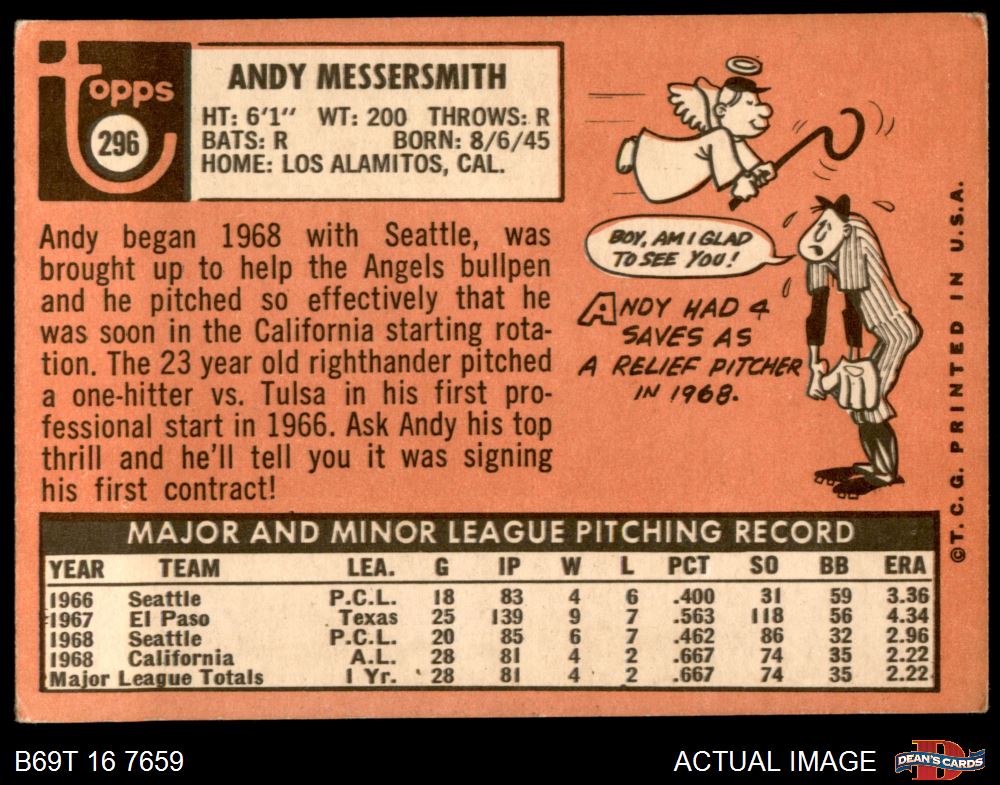 Topps
296
ANDY MESSERSMITH
HT: 6'1" WT: 200 THROWS: R
BATS: R BORN: 8/6/45
HOME: LOS ALAMITOS, CAL.
Andy began 1968 with Seattle, was
brought up to help the Angels bullpen
and he pitched so effectively that he
was soon in the California starting rota-
tion. The 23 year old righthander pitched
a one-hitter vs. Tulsa in his first pro-
fessional start in 1966. Ask Andy his top
thrill and he'll tell you it was signing
his first contract!
BOY, AM I GLAD
TO SEE YOU!
ANDY HAD 4
SAVES AS
A RELIEF PITCHER
IN 1968.
©T.C.G. PRINTED IN U.S.A.
MAJOR AND MINOR LEAGUE PITCHING RECORD
YEAR TEAM LEA. G IP W L PCT SO BB ERA
1966 Seattle P.C.L. 18 83 4 6 .400 31 59 3.36
1967 El Paso Texas 25 139 9 7 .563 118 56 4.34
1968 Seattle P.C.L. 20 85 6 7 .462 86 32 2.96
1968 California A.L. 28 81 4 2 .667 74 35 2.22
Major League Totals 1 Yr. 28 81 4 2 .667 74 35 2.22
B69T 16 7659
ACTUAL IMAGE
D
DEAN'S CARDS